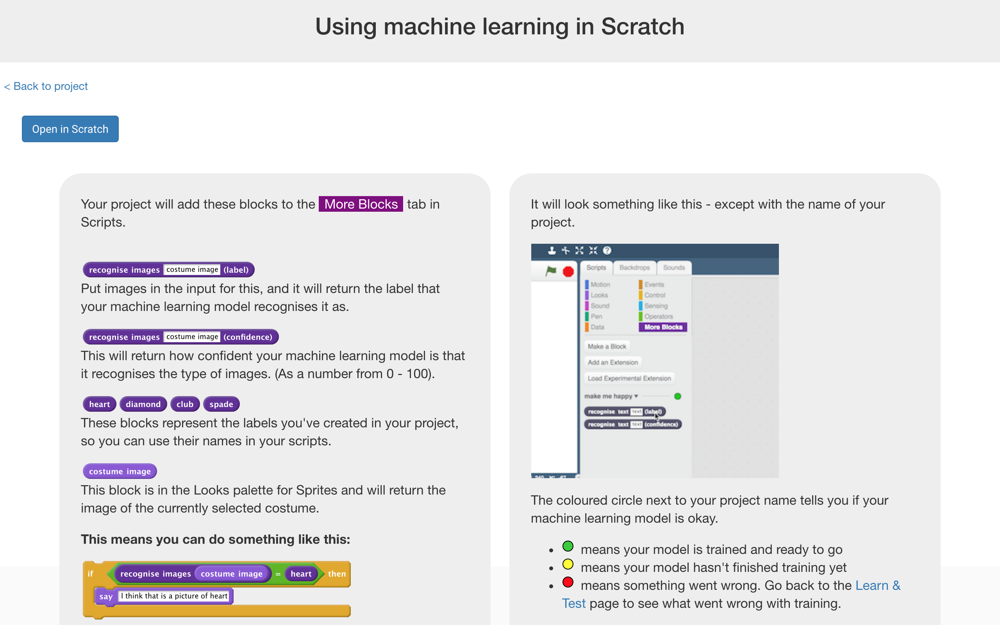 Using machine learning in Scratch
< Back to project
Open in Scratch
Your project will add these blocks to the More Blocks tab in
Scripts.
recognise images costume image (label)
Put images in the input for this, and it will return the label that
your machine learning model recognises it as.
recognise images costume image (confidence)
This will return how confident your machine learning model is that
it recognises the type of images. (As a number from 0 - 100).
heart diamond club spade
These blocks represent the labels you've created in your project,
so you can use their names in your scripts.
costume image
This block is in the Looks palette for Sprites and will return the
image of the currently selected costume.
This means you can do something like this:
if recognise images costume image = heart then
say I think that is a picture of heart
It will look something like this - except with the name of your
project.
Scripts Backdrops Sounds
Motion Events
Looks Control
Sound Sensing
Pen Operators
Data More Blocks
Make a Block
Add an Extension
Load Experimental Extension
make me happy
recognise text text (label)
recognise text text (confidence)
The coloured circle next to your project name tells you if your
machine learning model is okay.
means your model is trained and ready to go
means your model hasn't finished training yet
means something went wrong. Go back to the Learn &
Test page to see what went wrong with training.